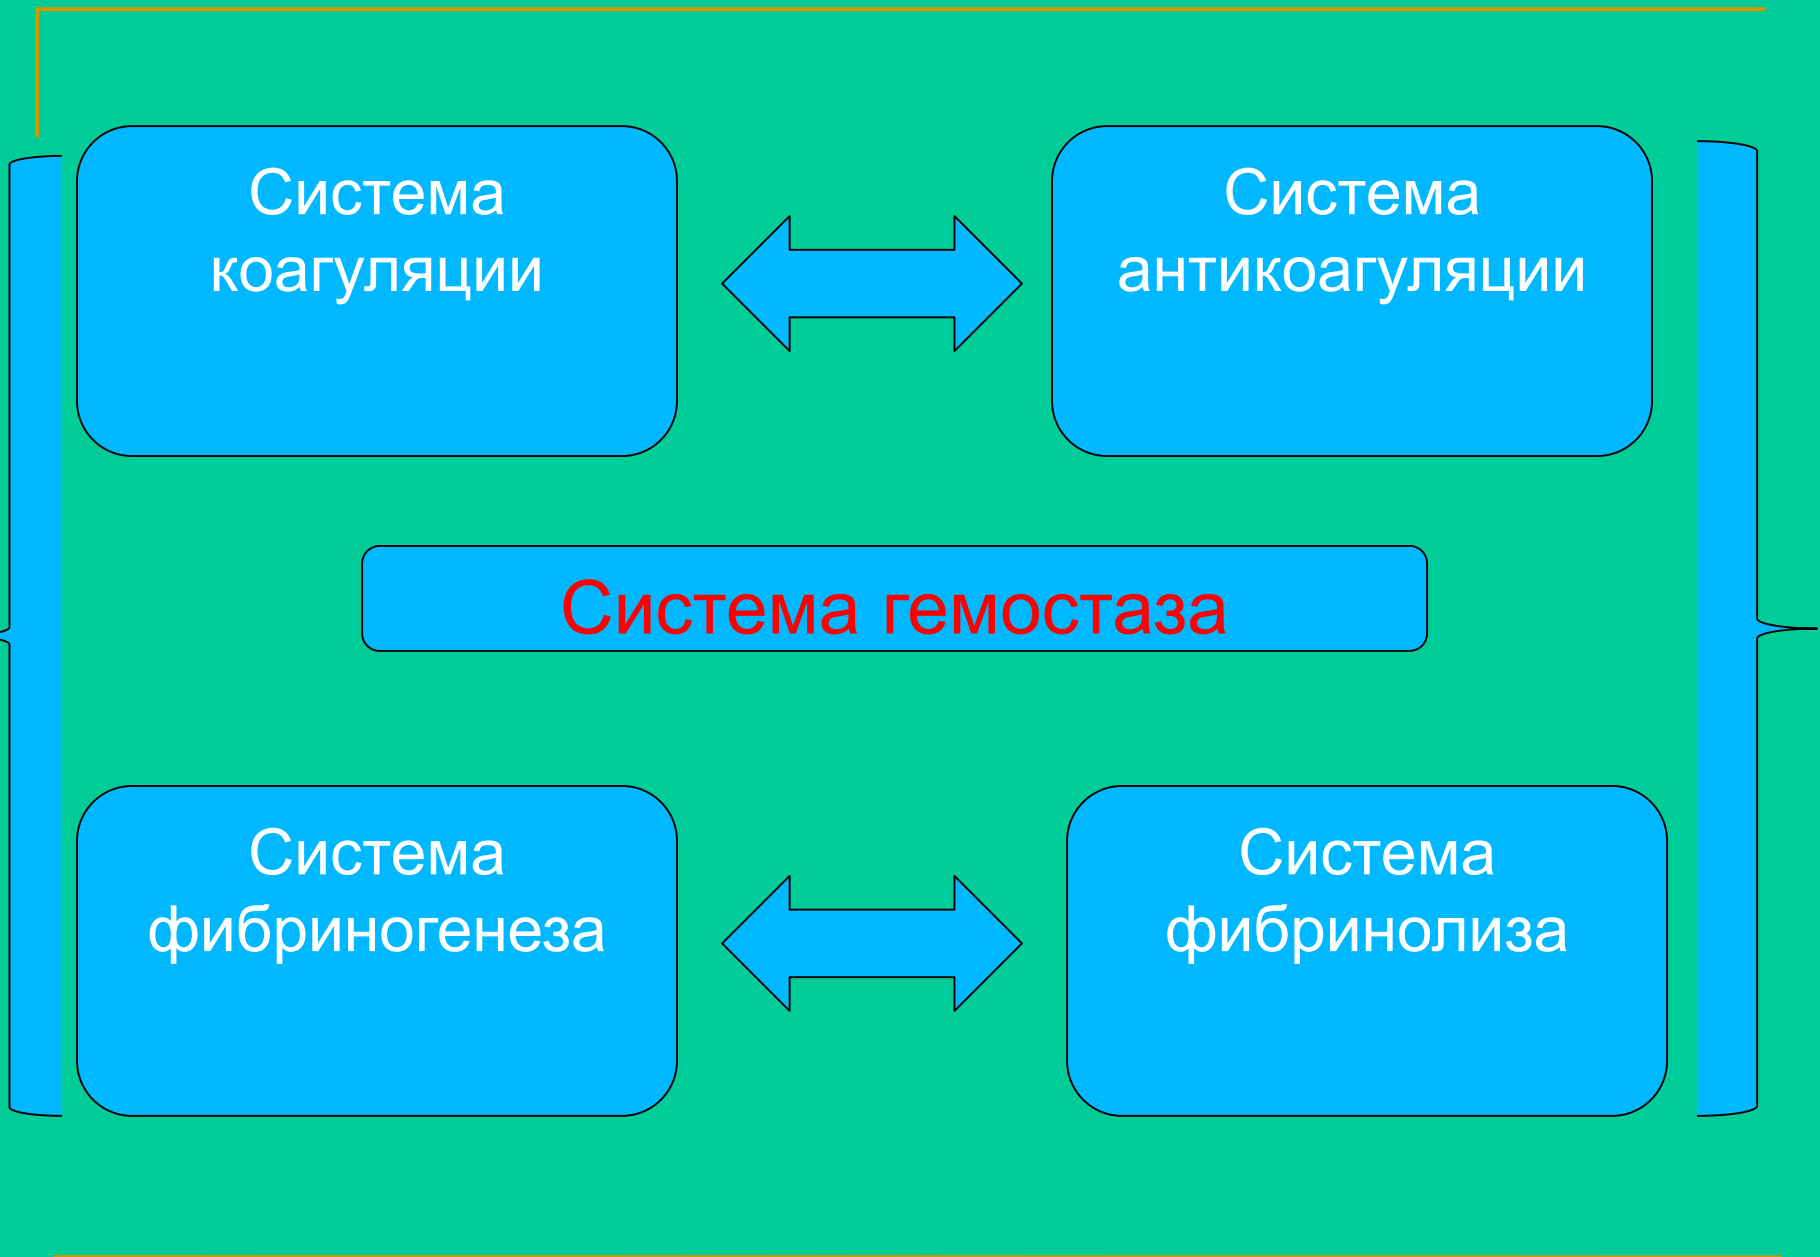 Система
коагуляции
Система
антикоагуляции
Система гемостаза
Система
фибриногенеза
Система
фибринолиза